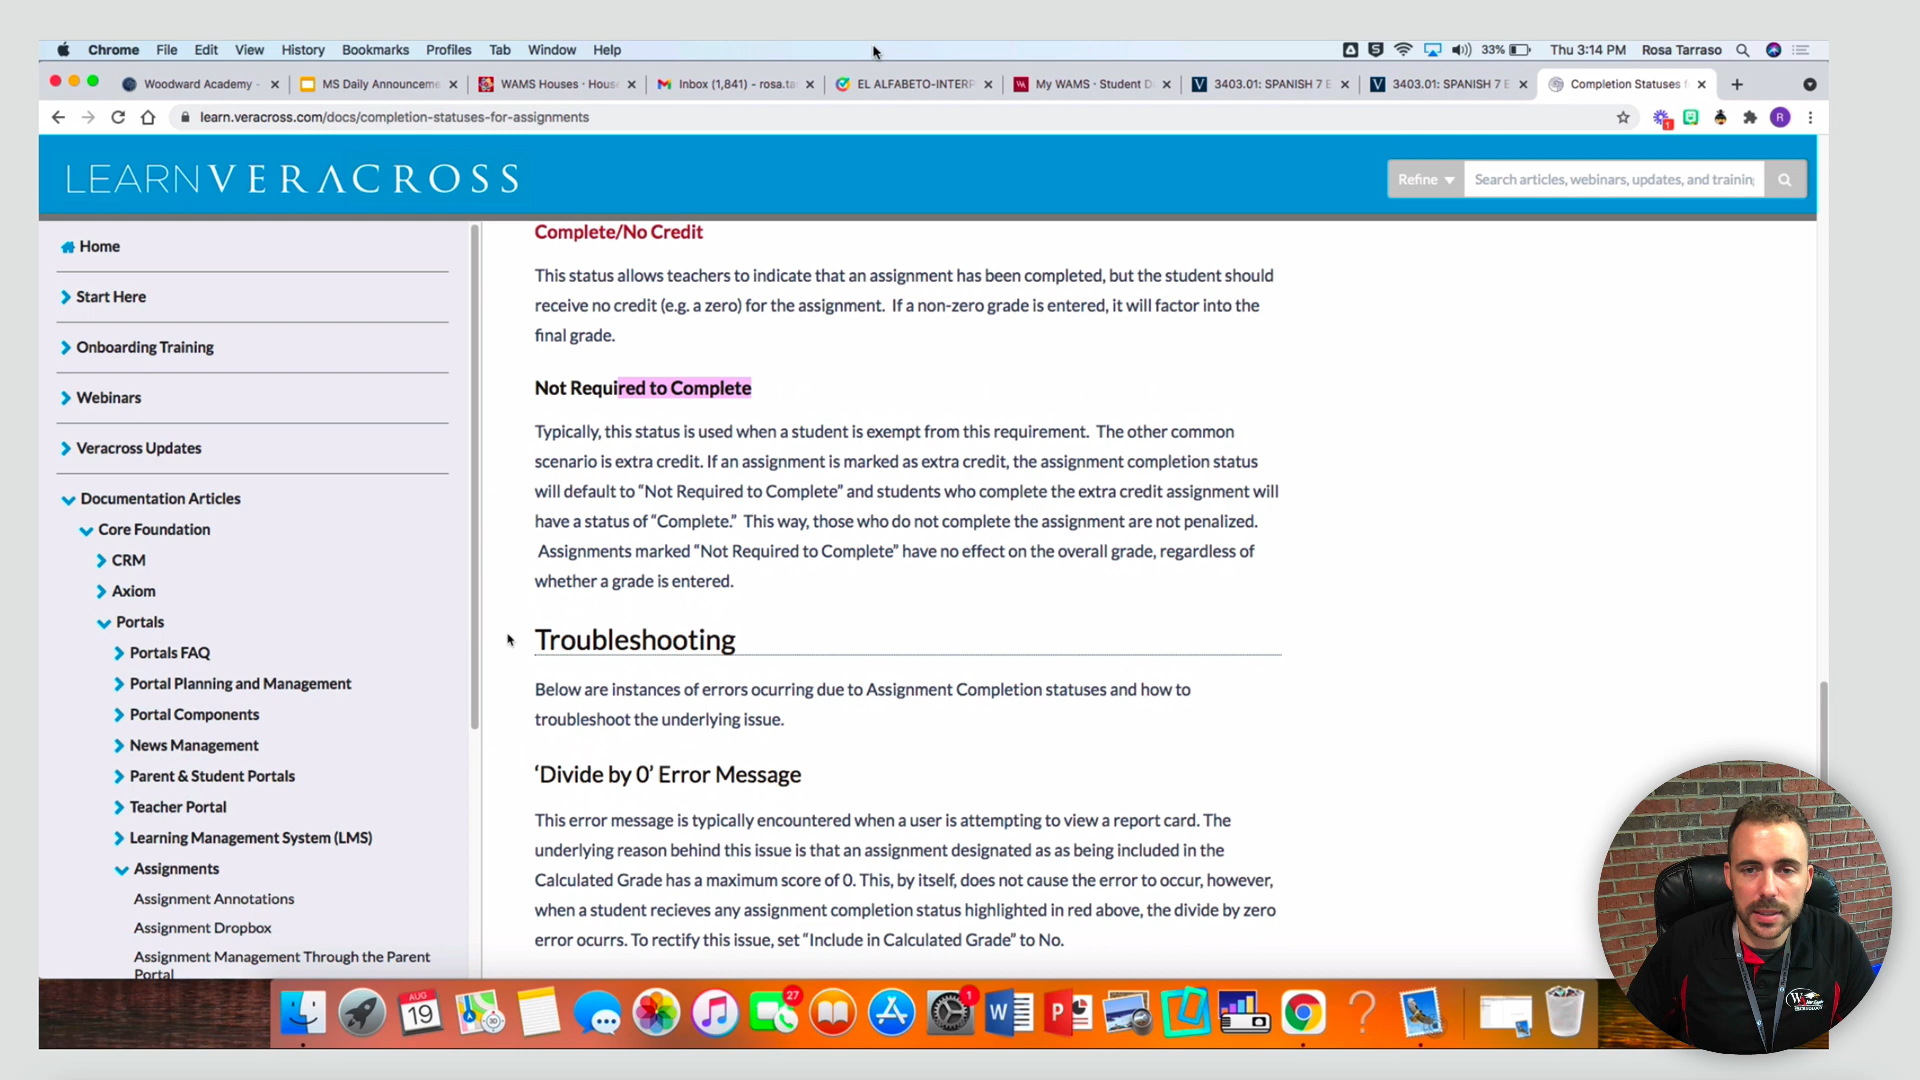 Chrome File Edit View History Bookmarks Profiles Tab Window Help
33% Thu 3:14 PM Rosa Tarraso
Woodward Academy - MS Daily Announceme WAMS Houses - Hous Inbox (1,841) - rosa.ta EL ALFABETO-INTERP My WAMS - Student D 3403.01: SPANISH 7 E 3403.01: SPANISH 7 E Completion Statuses f
learn.veracross.com/docs/completion-statuses-for-assignments
1
R
LEARNVERACROSS
Refine Search articles, webinars, updates, and training
Home
Start Here
Onboarding Training
Webinars
Veracross Updates
Documentation Articles
Core Foundation
CRM
Axiom
Portals
Portals FAQ
Portal Planning and Management
Portal Components
News Management
Parent & Student Portals
Teacher Portal
Learning Management System (LMS)
Assignments
Assignment Annotations
Assignment Dropbox
Assignment Management Through the Parent
Portal
Complete/No Credit
This status allows teachers to indicate that an assignment has been completed, but the student should
receive no credit (e.g. a zero) for the assignment. If a non-zero grade is entered, it will factor into the
final grade.
Not Required to Complete
Typically, this status is used when a student is exempt from this requirement. The other common
scenario is extra credit. If an assignment is marked as extra credit, the assignment completion status
will default to “Not Required to Complete” and students who complete the extra credit assignment will
have a status of “Complete.” This way, those who do not complete the assignment are not penalized.
Assignments marked “Not Required to Complete” have no effect on the overall grade, regardless of
whether a grade is entered.
Troubleshooting
Below are instances of errors ocurring due to Assignment Completion statuses and how to
troubleshoot the underlying issue.
‘Divide by 0’ Error Message
This error message is typically encountered when a user is attempting to view a report card. The
underlying reason behind this issue is that an assignment designated as as being included in the
Calculated Grade has a maximum score of 0. This, by itself, does not cause the error to occur, however,
when a student recieves any assignment completion status highlighted in red above, the divide by zero
error ocurrs. To rectify this issue, set “Include in Calculated Grade” to No.
AUG
19
3D
27
1
W
P
?